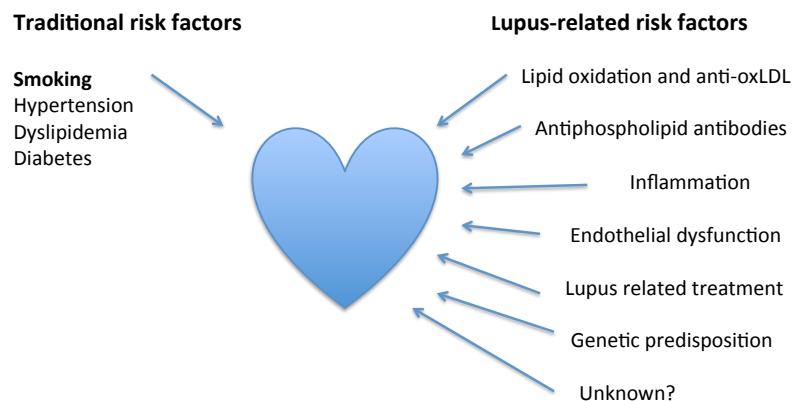 Traditional risk factors
Smoking
Hypertension
Dyslipidemia
Diabetes
Lupus-related risk factors
Lipid oxidation and anti-oxLDL
Antiphospholipid antibodies
Inflammation
Endothelial dysfunction
Lupus related treatment
Genetic predisposition
Unknown?